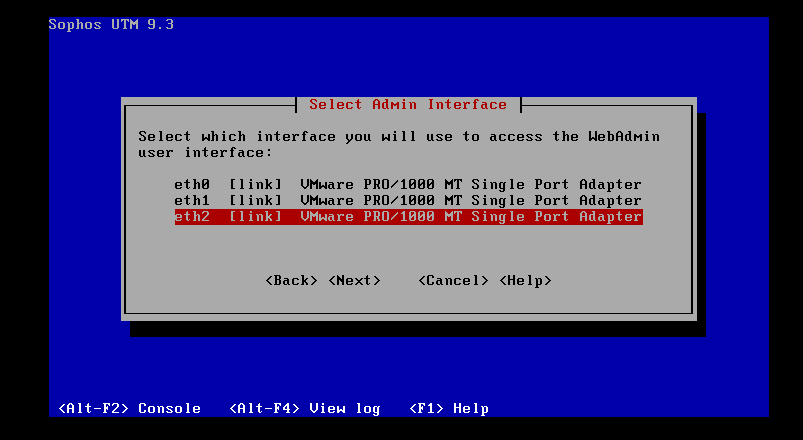 Sophos UTM 9.3
Select Admin Interface
Select which interface you will use to access the WebAdmin
user interface:
eth0 [link] VMware PRO/1000 MT Single Port Adapter
eth1 [link] VMware PRO/1000 MT Single Port Adapter
eth2 [link] VMware PRO/1000 MT Single Port Adapter
<Back> <Next> <Cancel> <Help>
<Alt-F2> Console <Alt-F4> View log <F1> Help